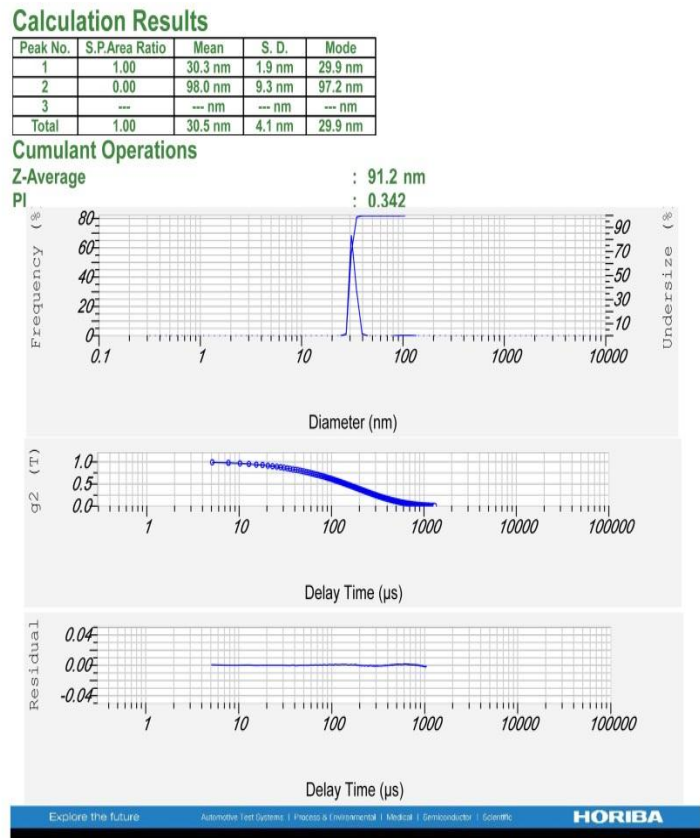 Calculation Results
Peak No. S.P.Area Ratio Mean S. D. Mode
1 1.00 30.3 nm 1.9 nm 29.9 nm
2 0.00 98.0 nm 9.3 nm 97.2 nm
3 --- --- nm --- nm --- nm
Total 1.00 30.5 nm 4.1 nm 29.9 nm
Cumulant Operations
Z-Average : 91.2 nm
PI : 0.342
Frequency (%
80
60
40
20
0
Undersize (%
90
70
50
30
10
0.1 1 10 100 1000 10000
Diameter (nm)
g2 (T)
1.0
0.5
0.0
1 10 100 1000 10000 100000
Delay Time (µs)
Residual
0.04
0.00
-0.04
1 10 100 1000 10000 100000
Delay Time (µs)
Explore the future Automotive Test Systems | Process & Environmental | Medical | Semiconductor | Scientific HORIBA